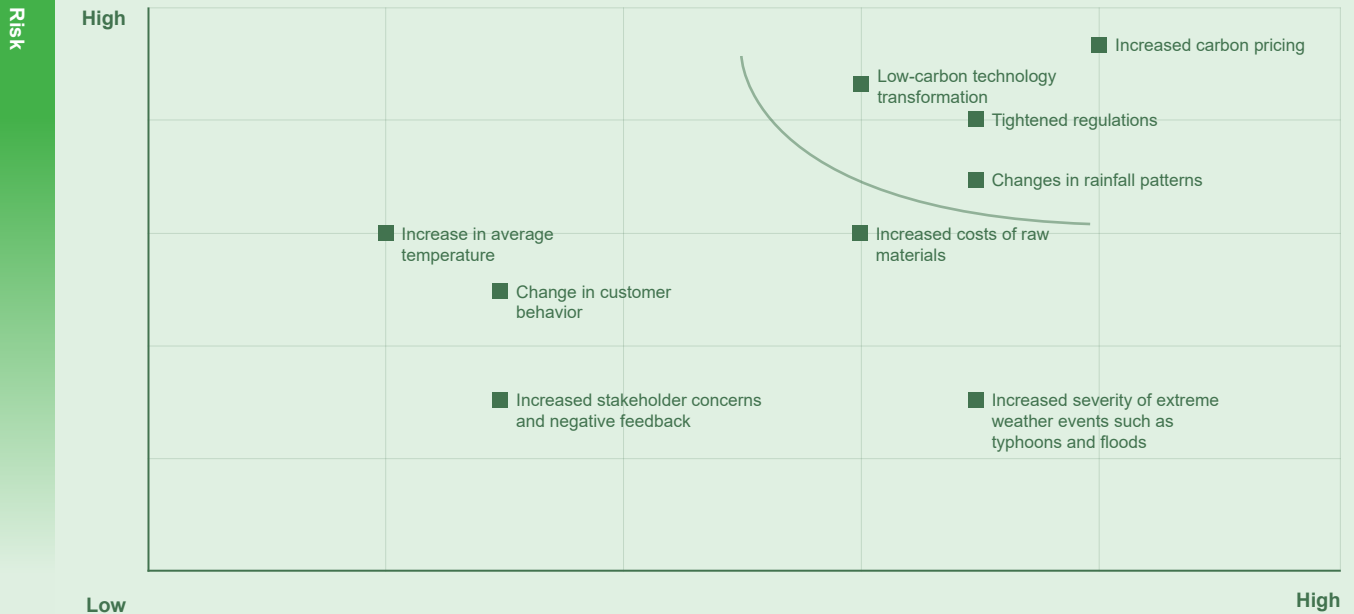 Risk
High
Increased carbon pricing
Low-carbon technology
transformation
Tightened regulations
Changes in rainfall patterns
Increase in average
temperature
Increased costs of raw
materials
Change in customer
behavior
Increased stakeholder concerns
and negative feedback
Increased severity of extreme
weather events such as
typhoons and floods
Low
High